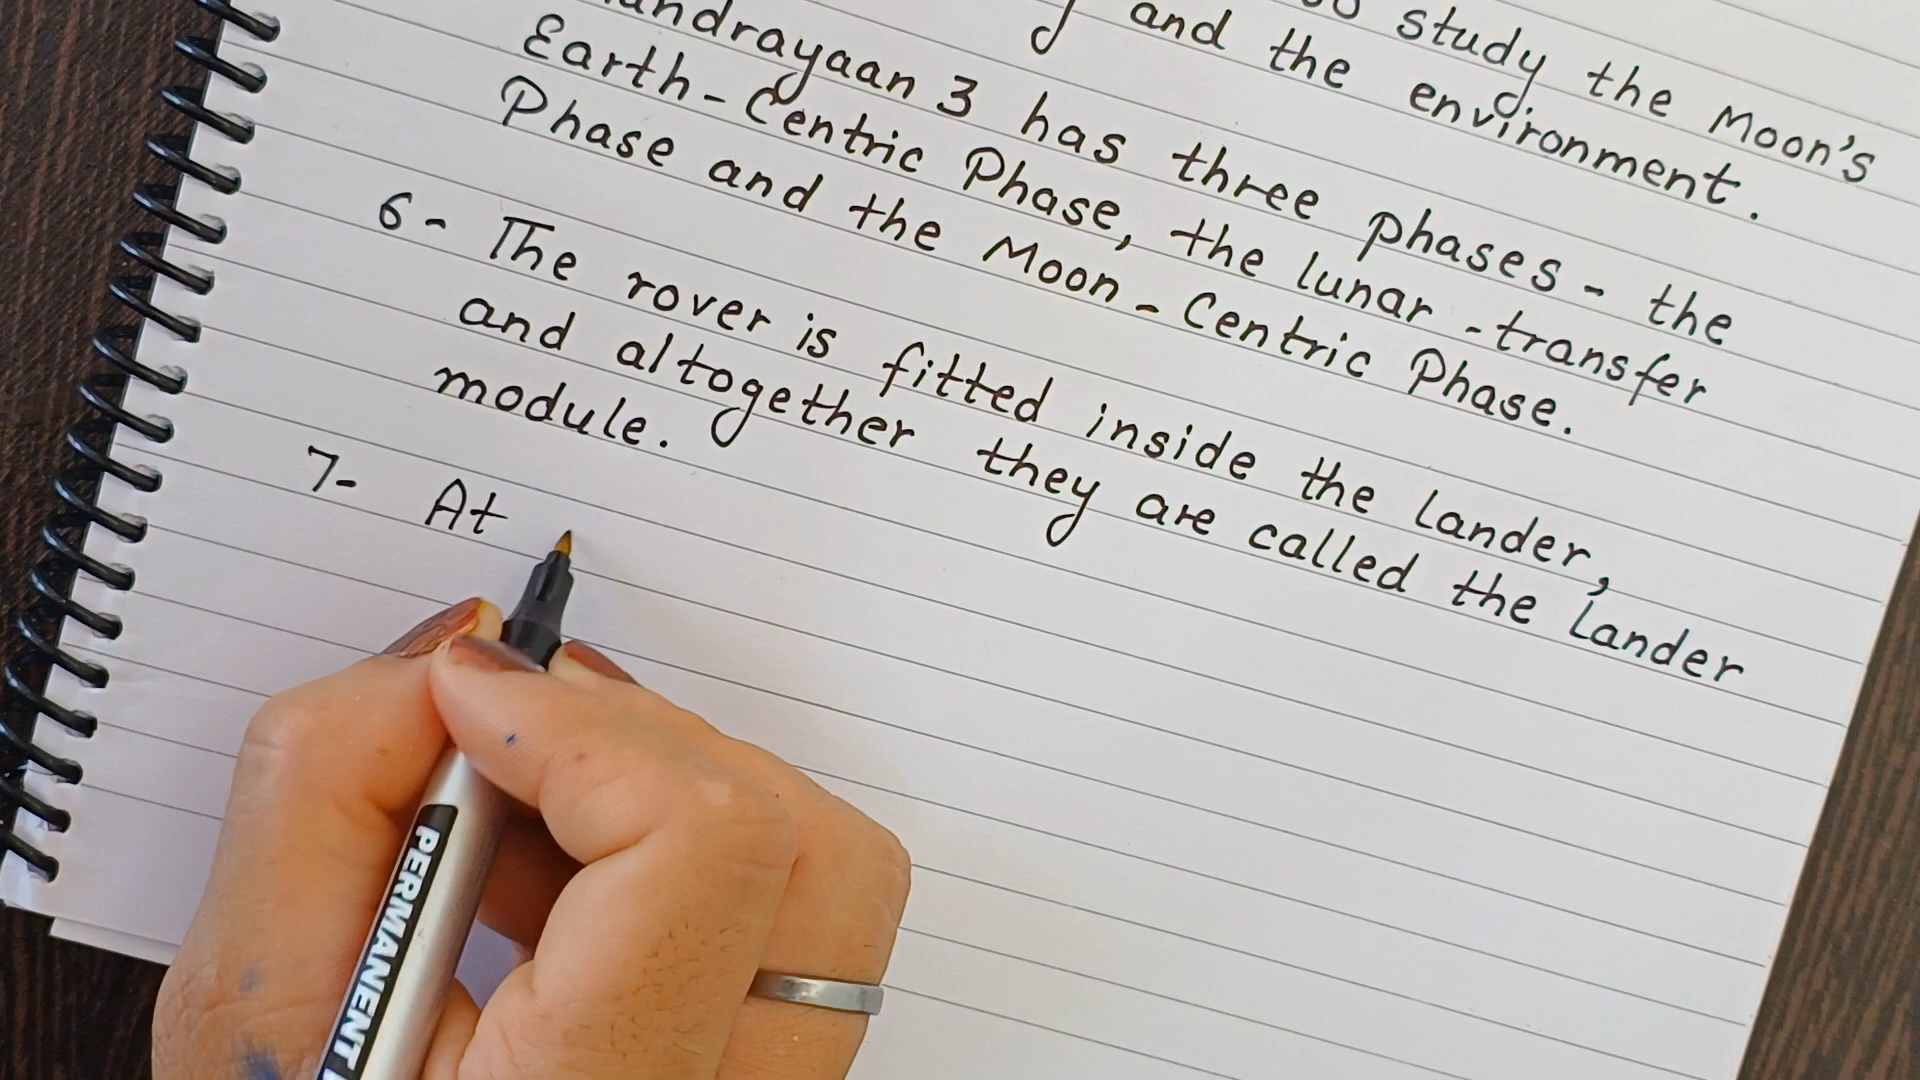 study the Moon's
and the environment.
has three phases - the
Earth-Centric Phase, the lunar-transfer
Phase and the Moon-Centric Phase.
6- The rover is fitted inside the lander,
and altogether they are called the Lander
module.
7- At
PERMANENT